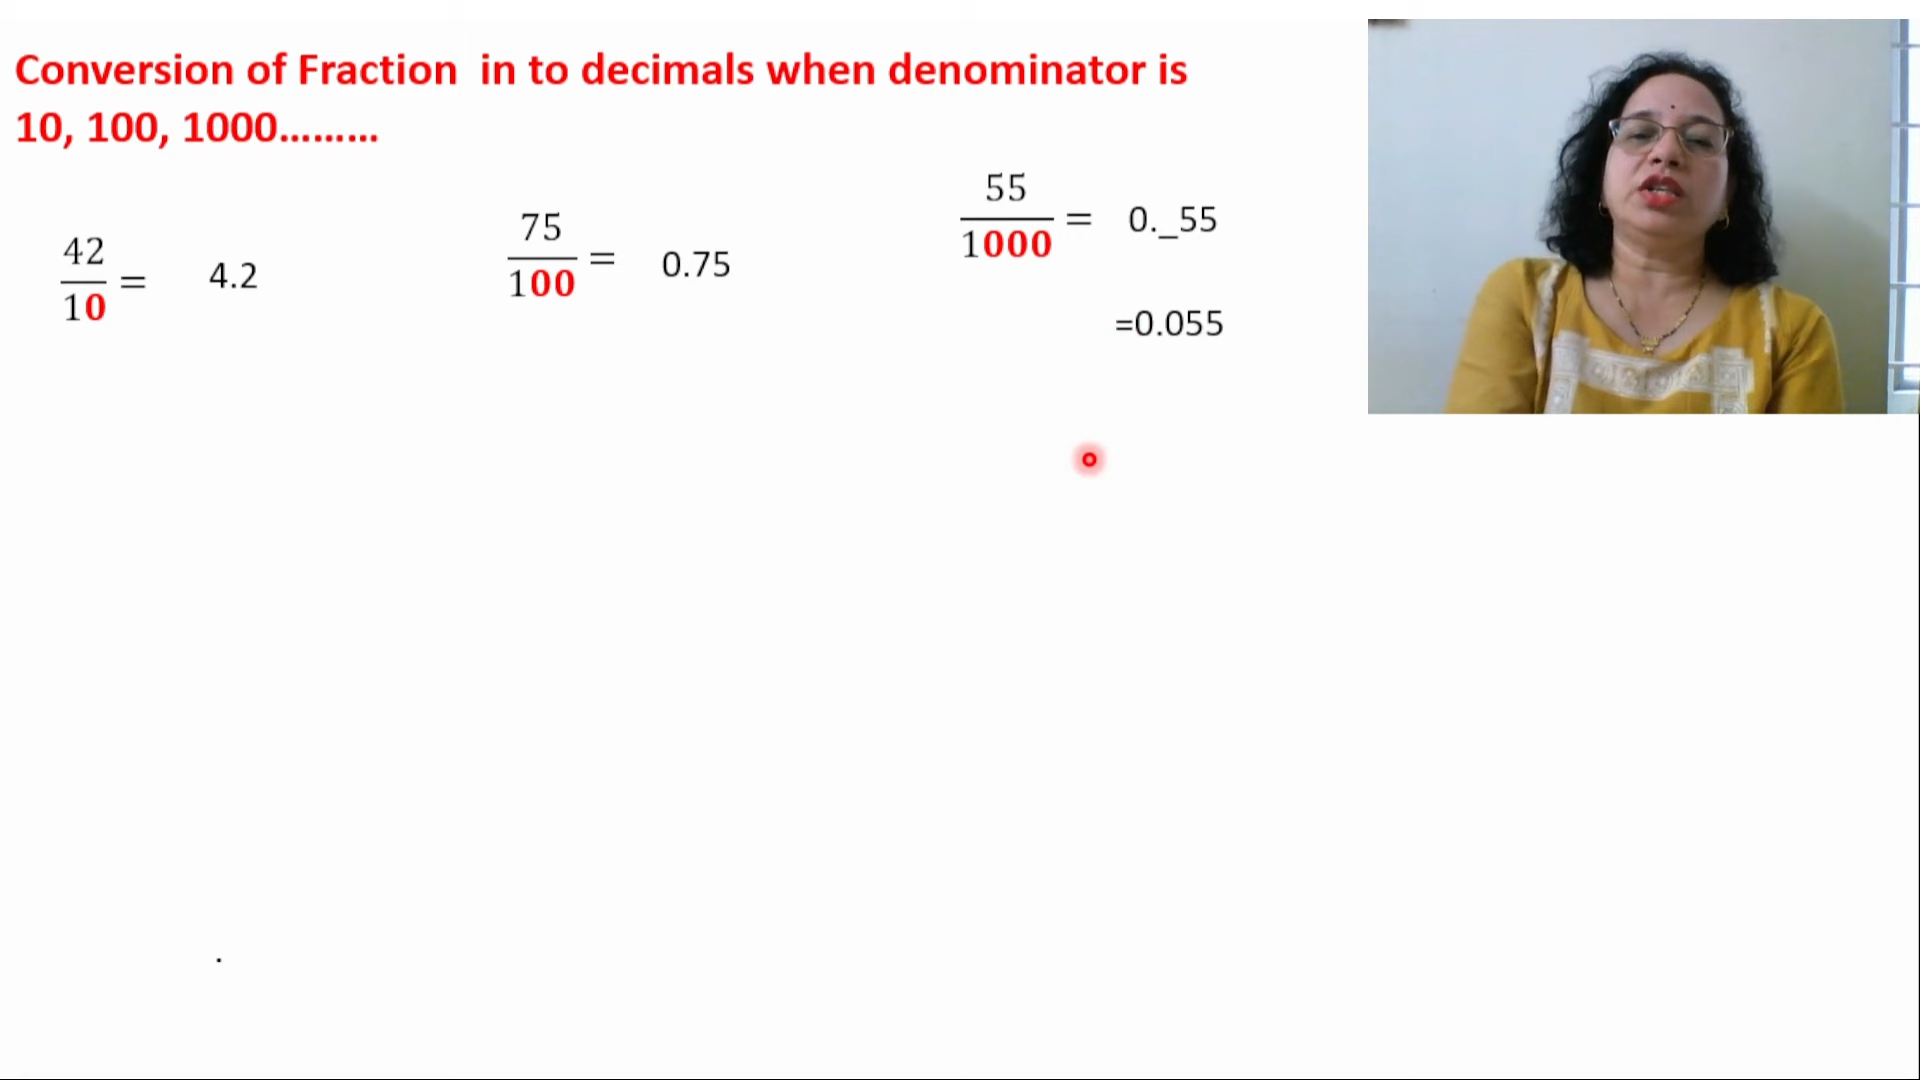 Conversion of Fraction in to decimals when denominator is
10, 100, 1000.........
42/10 = 4.2
75/100 = 0.75
55/1000 = 0._55
=0.055
.